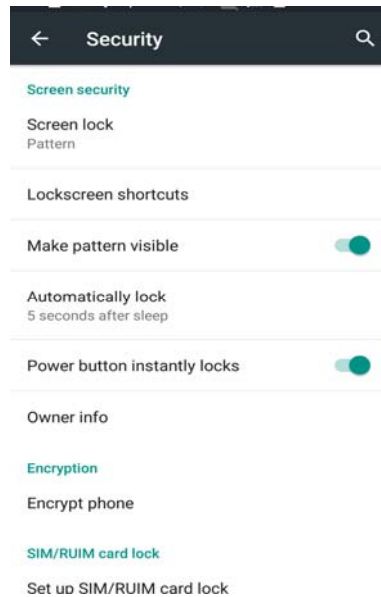 Security
Screen security
Screen lock
Pattern
Lockscreen shortcuts
Make pattern visible
Automatically lock
5 seconds after sleep
Power button instantly locks
Owner info
Encryption
Encrypt phone
SIM/RUIM card lock
Set up SIM/RUIM card lock